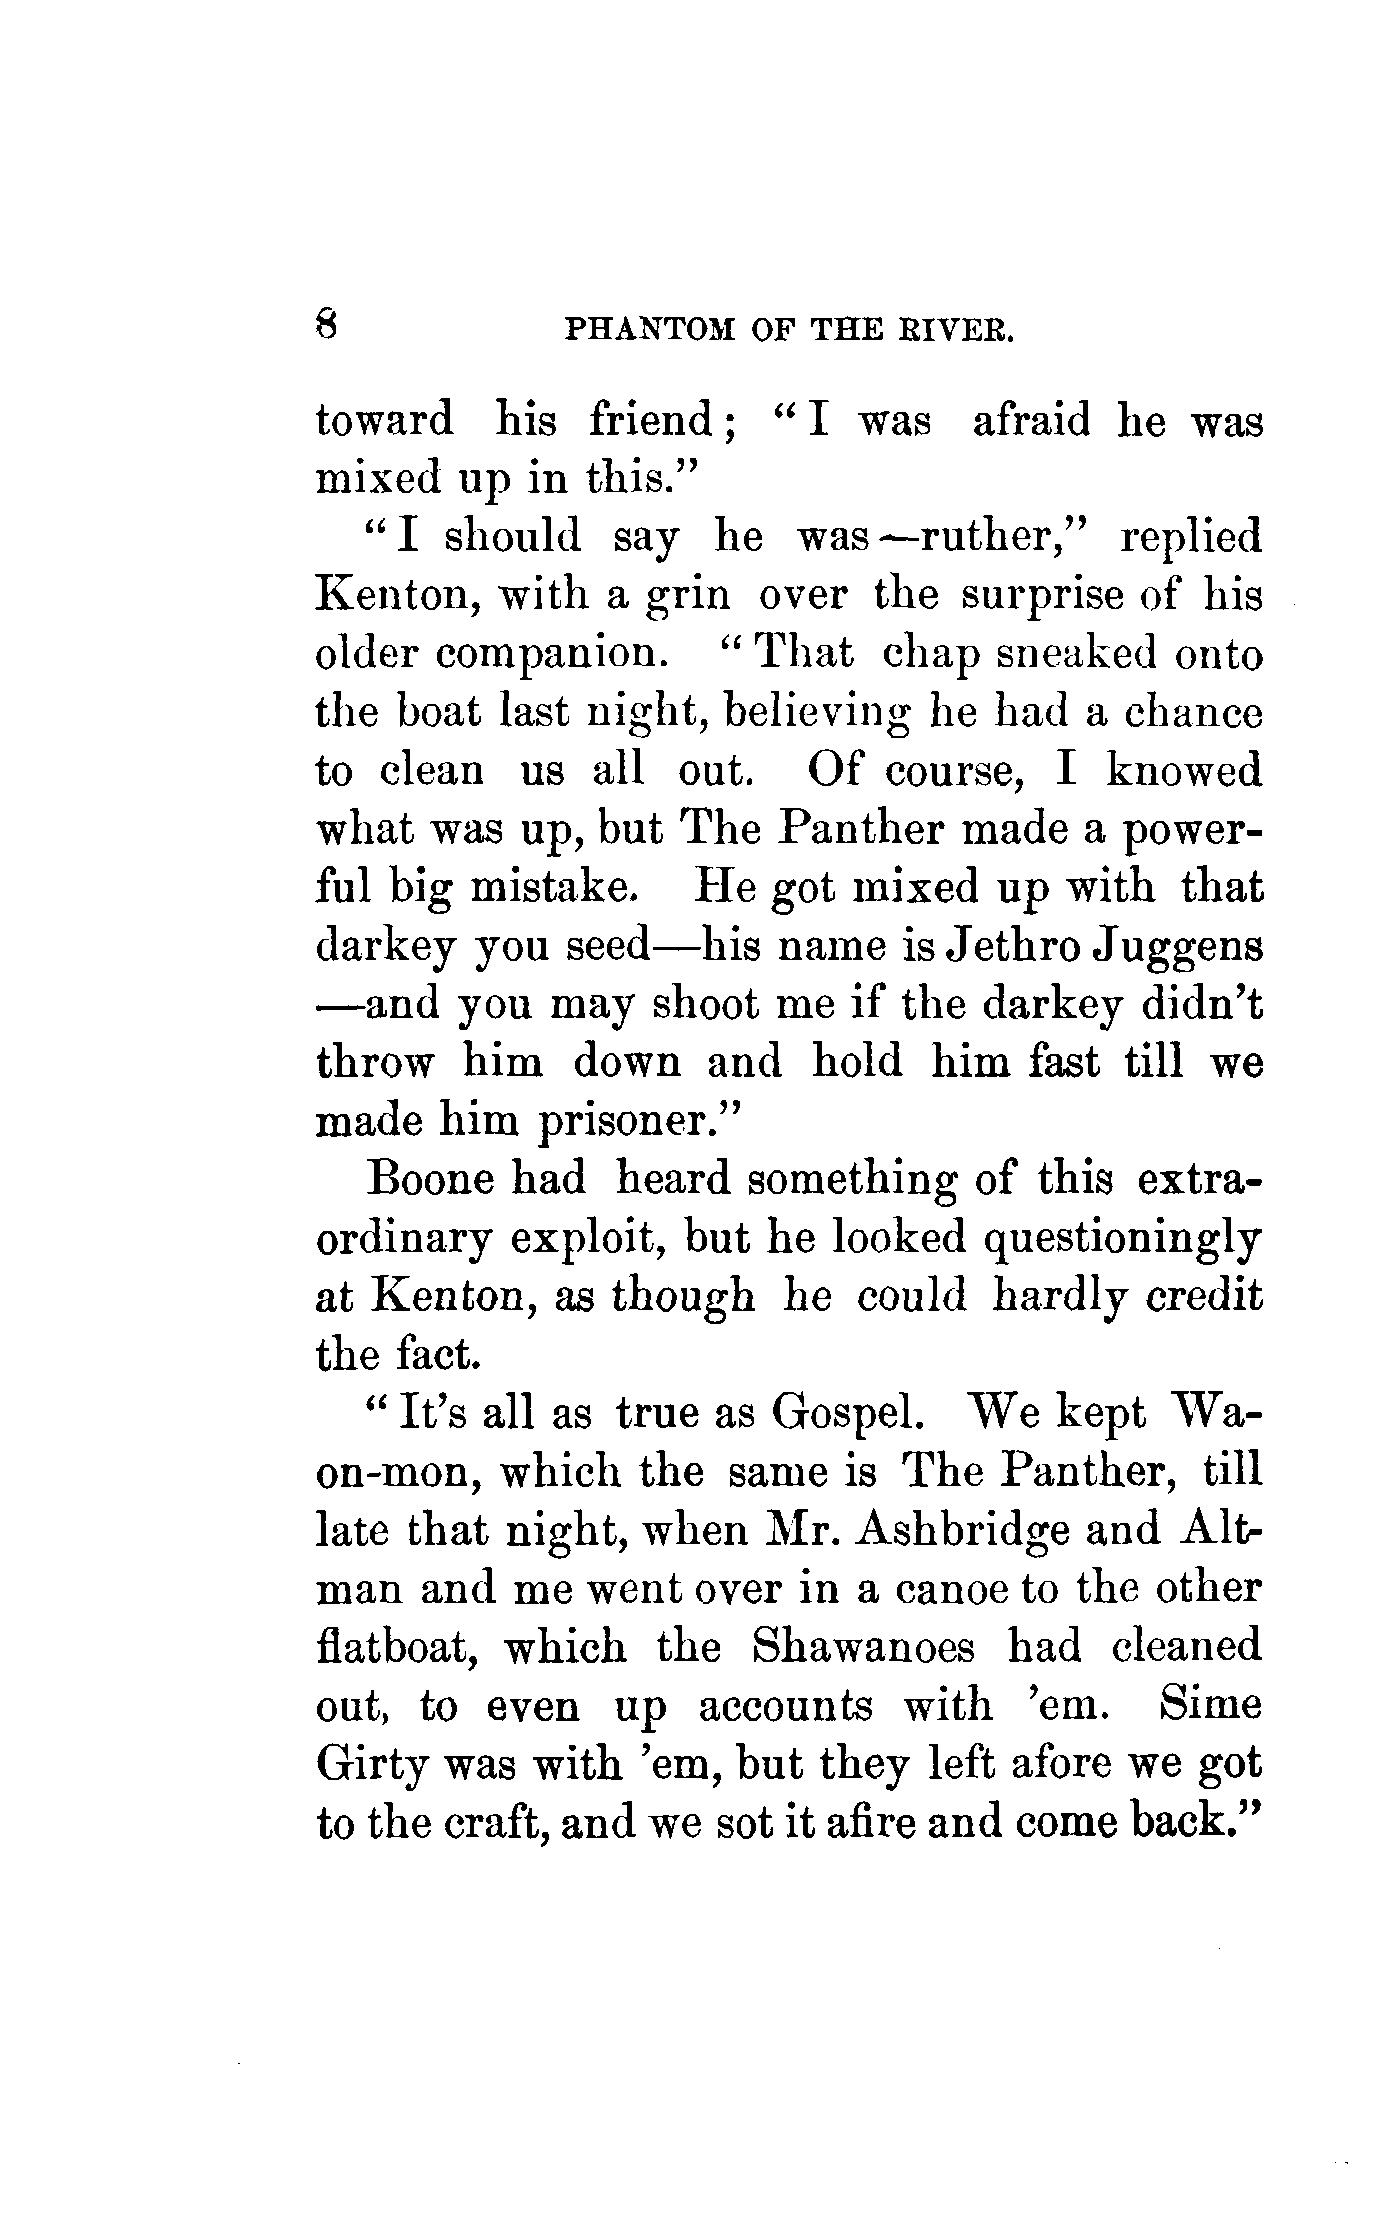 8 PHANTOM OF THE RIVER.
toward his friend; "I was afraid he was
mixed up in this."
"I should say he was—ruther," replied
Kenton, with a grin over the surprise of his
older companion. "That chap sneaked onto
the boat last night, believing he had a chance
to clean us all out. Of course, I knowed
what was up, but The Panther made a power-
ful big mistake. He got mixed up with that
darkey you seed—his name is Jethro Juggens
—and you may shoot me if the darkey didn't
throw him down and hold him fast till we
made him prisoner."
Boone had heard something of this extra-
ordinary exploit, but he looked questioningly
at Kenton, as though he could hardly credit
the fact.
"It's all as true as Gospel. We kept Wa-
on-mon, which the same is The Panther, till
late that night, when Mr. Ashbridge and Alt-
man and me went over in a canoe to the other
flatboat, which the Shawanoes had cleaned
out, to even up accounts with 'em. Sime
Girty was with 'em, but they left afore we got
to the craft, and we sot it afire and come back."